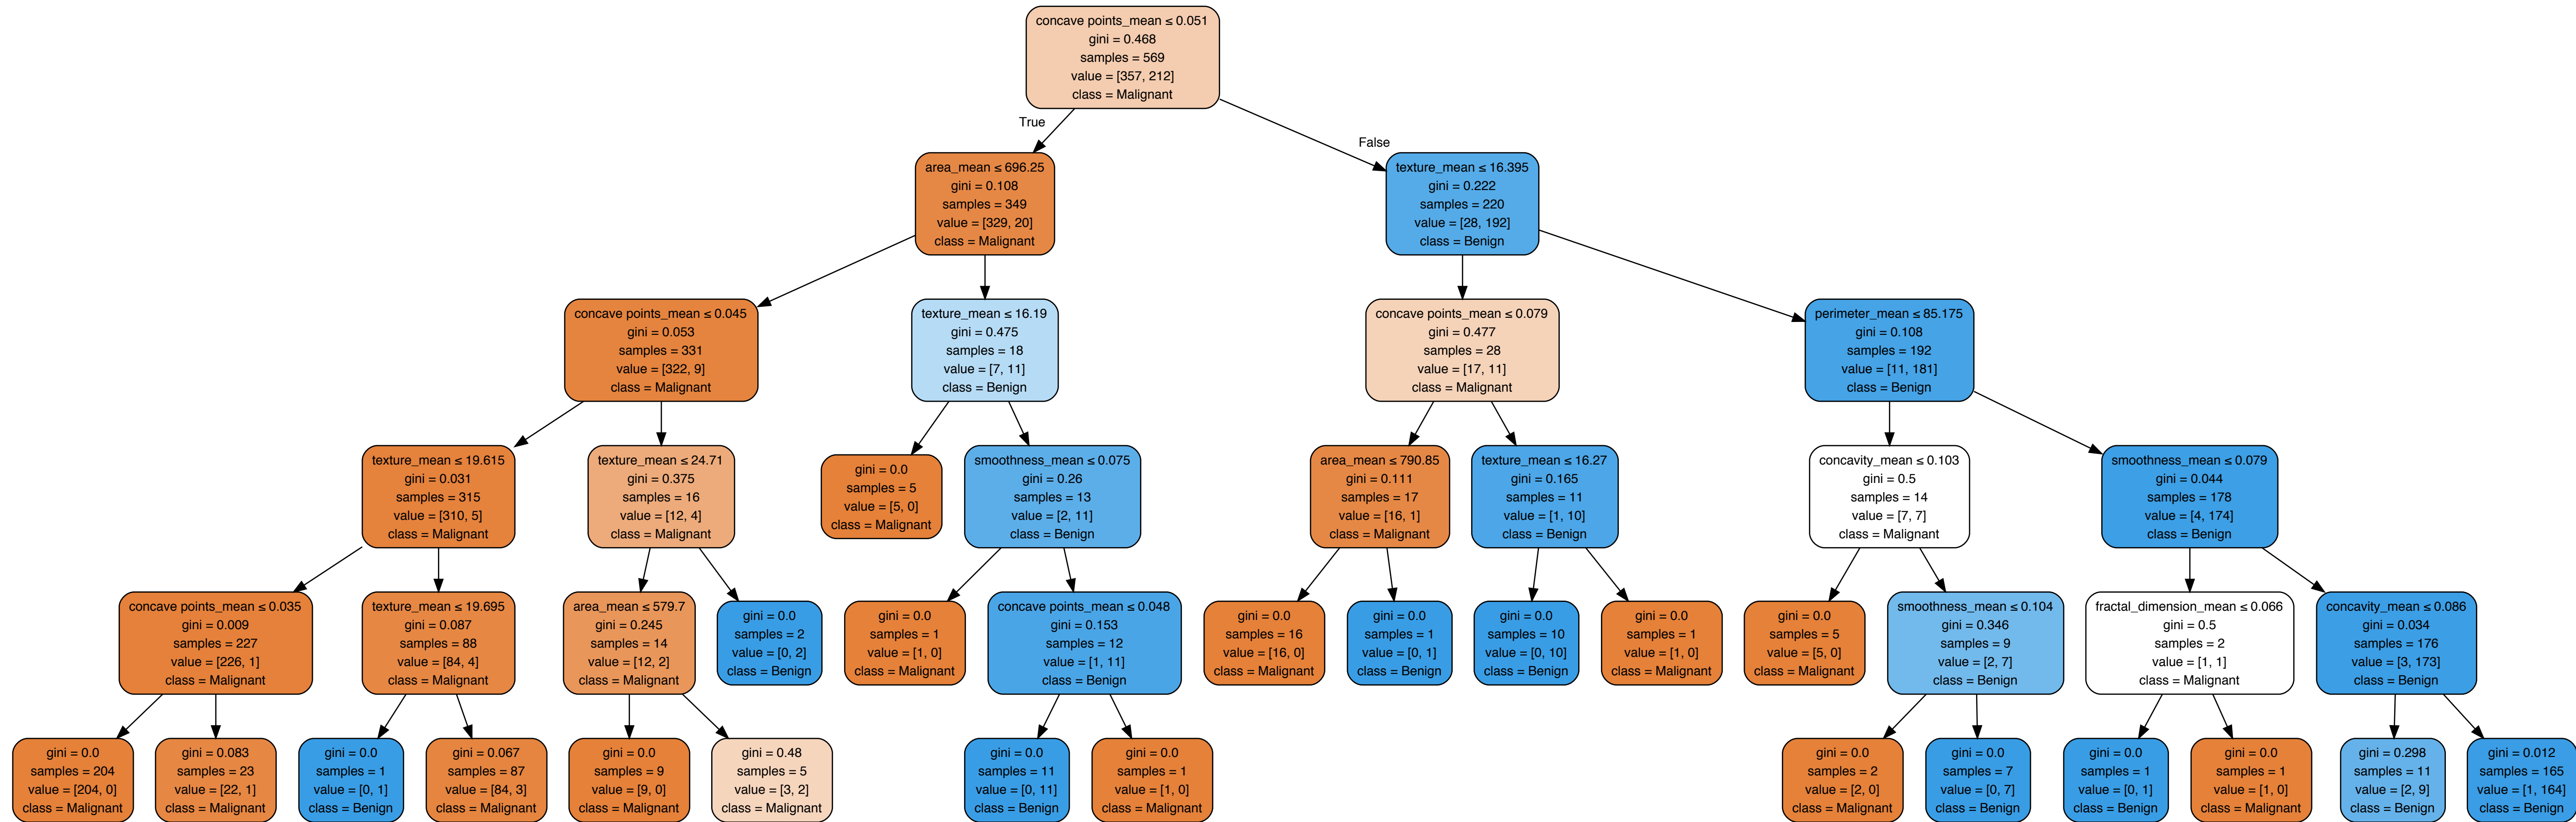 concave points_mean ≤ 0.051
gini = 0.468
samples = 569
value = [357, 212]
class = Malignant
True
False
area_mean ≤ 696.25
gini = 0.108
samples = 349
value = [329, 20]
class = Malignant
texture_mean ≤ 16.395
gini = 0.222
samples = 220
value = [28, 192]
class = Benign
concave points_mean ≤ 0.045
gini = 0.053
samples = 331
value = [322, 9]
class = Malignant
texture_mean ≤ 16.19
gini = 0.475
samples = 18
value = [7, 11]
class = Benign
concave points_mean ≤ 0.079
gini = 0.477
samples = 28
value = [17, 11]
class = Malignant
perimeter_mean ≤ 85.175
gini = 0.108
samples = 192
value = [11, 181]
class = Benign
texture_mean ≤ 19.615
gini = 0.031
samples = 315
value = [310, 5]
class = Malignant
texture_mean ≤ 24.71
gini = 0.375
samples = 16
value = [12, 4]
class = Malignant
gini = 0.0
samples = 5
value = [5, 0]
class = Malignant
smoothness_mean ≤ 0.075
gini = 0.26
samples = 13
value = [2, 11]
class = Benign
area_mean ≤ 790.85
gini = 0.111
samples = 17
value = [16, 1]
class = Malignant
texture_mean ≤ 16.27
gini = 0.165
samples = 11
value = [1, 10]
class = Benign
concavity_mean ≤ 0.103
gini = 0.5
samples = 14
value = [7, 7]
class = Malignant
smoothness_mean ≤ 0.079
gini = 0.044
samples = 178
value = [4, 174]
class = Benign
concave points_mean ≤ 0.035
gini = 0.009
samples = 227
value = [226, 1]
class = Malignant
texture_mean ≤ 19.695
gini = 0.087
samples = 88
value = [84, 4]
class = Malignant
area_mean ≤ 579.7
gini = 0.245
samples = 14
value = [12, 2]
class = Malignant
gini = 0.0
samples = 2
value = [0, 2]
class = Benign
gini = 0.0
samples = 1
value = [1, 0]
class = Malignant
concave points_mean ≤ 0.048
gini = 0.153
samples = 12
value = [1, 11]
class = Benign
gini = 0.0
samples = 16
value = [16, 0]
class = Malignant
gini = 0.0
samples = 1
value = [0, 1]
class = Benign
gini = 0.0
samples = 10
value = [0, 10]
class = Benign
gini = 0.0
samples = 1
value = [1, 0]
class = Malignant
gini = 0.0
samples = 5
value = [5, 0]
class = Malignant
smoothness_mean ≤ 0.104
gini = 0.346
samples = 9
value = [2, 7]
class = Benign
fractal_dimension_mean ≤ 0.066
gini = 0.5
samples = 2
value = [1, 1]
class = Malignant
concavity_mean ≤ 0.086
gini = 0.034
samples = 176
value = [3, 173]
class = Benign
gini = 0.0
samples = 204
value = [204, 0]
class = Malignant
gini = 0.083
samples = 23
value = [22, 1]
class = Malignant
gini = 0.0
samples = 1
value = [0, 1]
class = Benign
gini = 0.067
samples = 87
value = [84, 3]
class = Malignant
gini = 0.0
samples = 9
value = [9, 0]
class = Malignant
gini = 0.48
samples = 5
value = [3, 2]
class = Malignant
gini = 0.0
samples = 11
value = [0, 11]
class = Benign
gini = 0.0
samples = 1
value = [1, 0]
class = Malignant
gini = 0.0
samples = 2
value = [2, 0]
class = Malignant
gini = 0.0
samples = 7
value = [0, 7]
class = Benign
gini = 0.0
samples = 1
value = [0, 1]
class = Benign
gini = 0.0
samples = 1
value = [1, 0]
class = Malignant
gini = 0.298
samples = 11
value = [2, 9]
class = Benign
gini = 0.012
samples = 165
value = [1, 164]
class = Benign